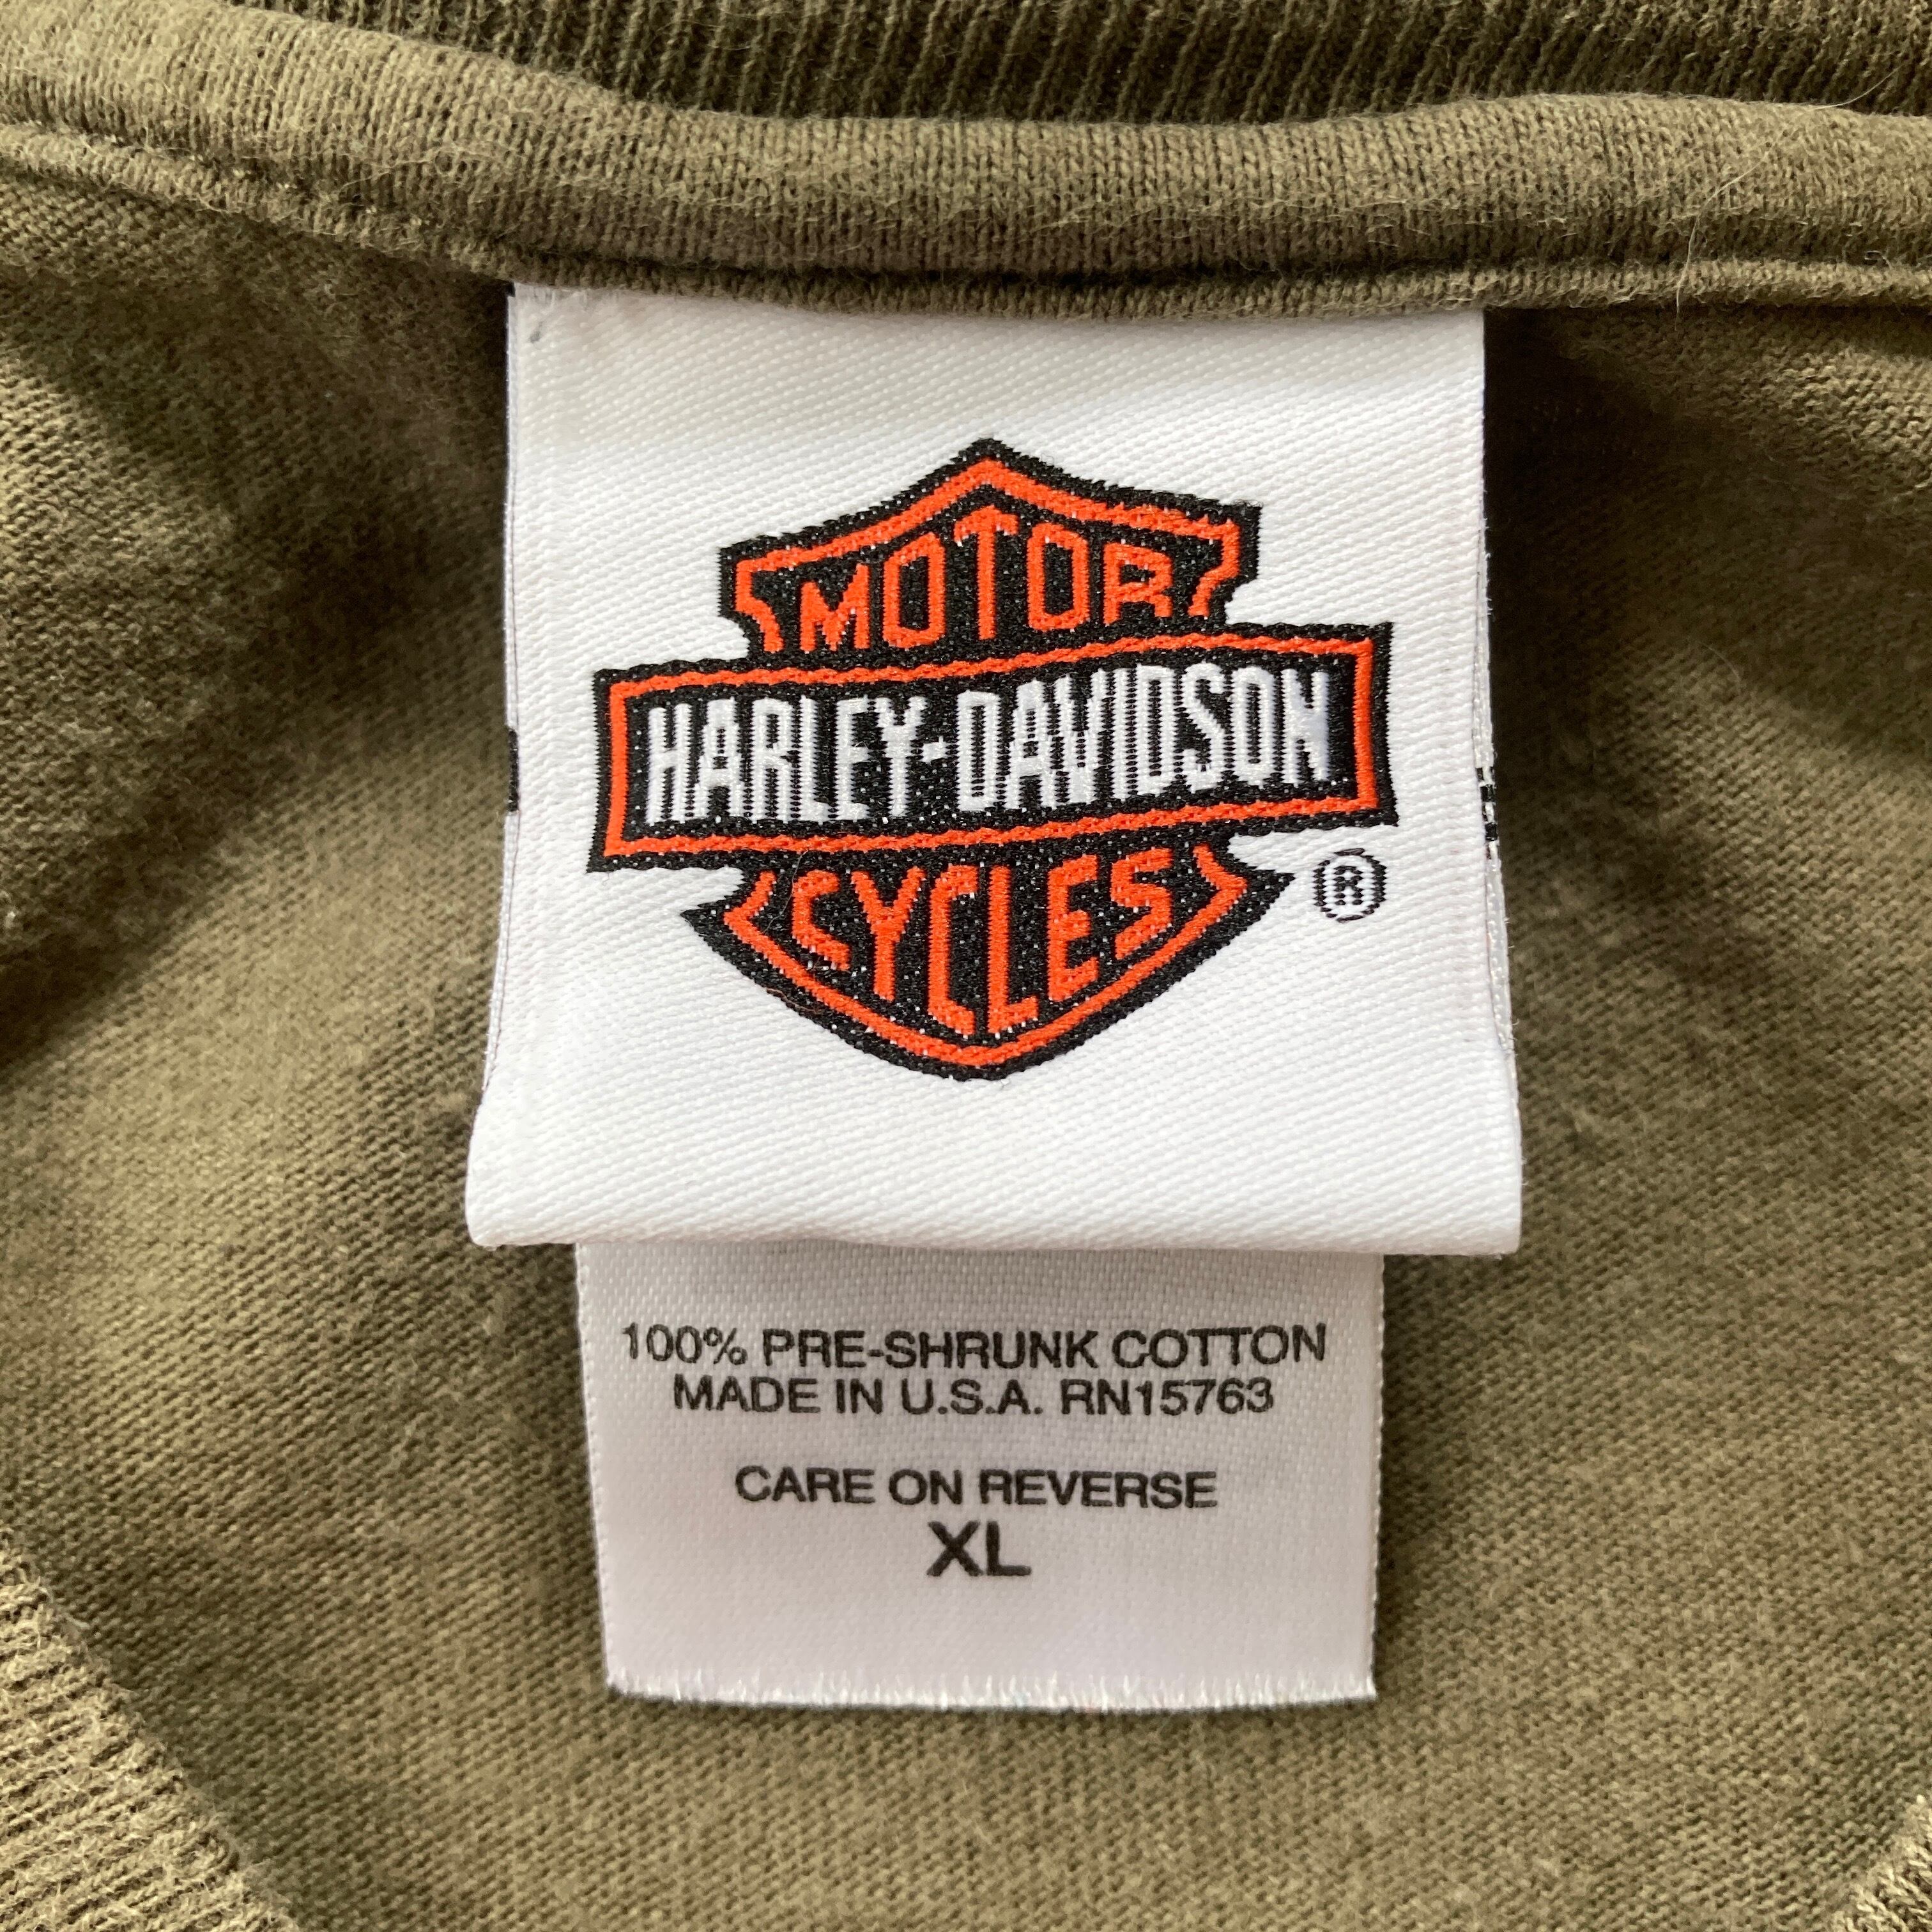 MOTOR
HARLEY-DAVIDSON
CYCLES
®
100% PRE-SHRUNK COTTON
MADE IN U.S.A. RN15763
CARE ON REVERSE
XL